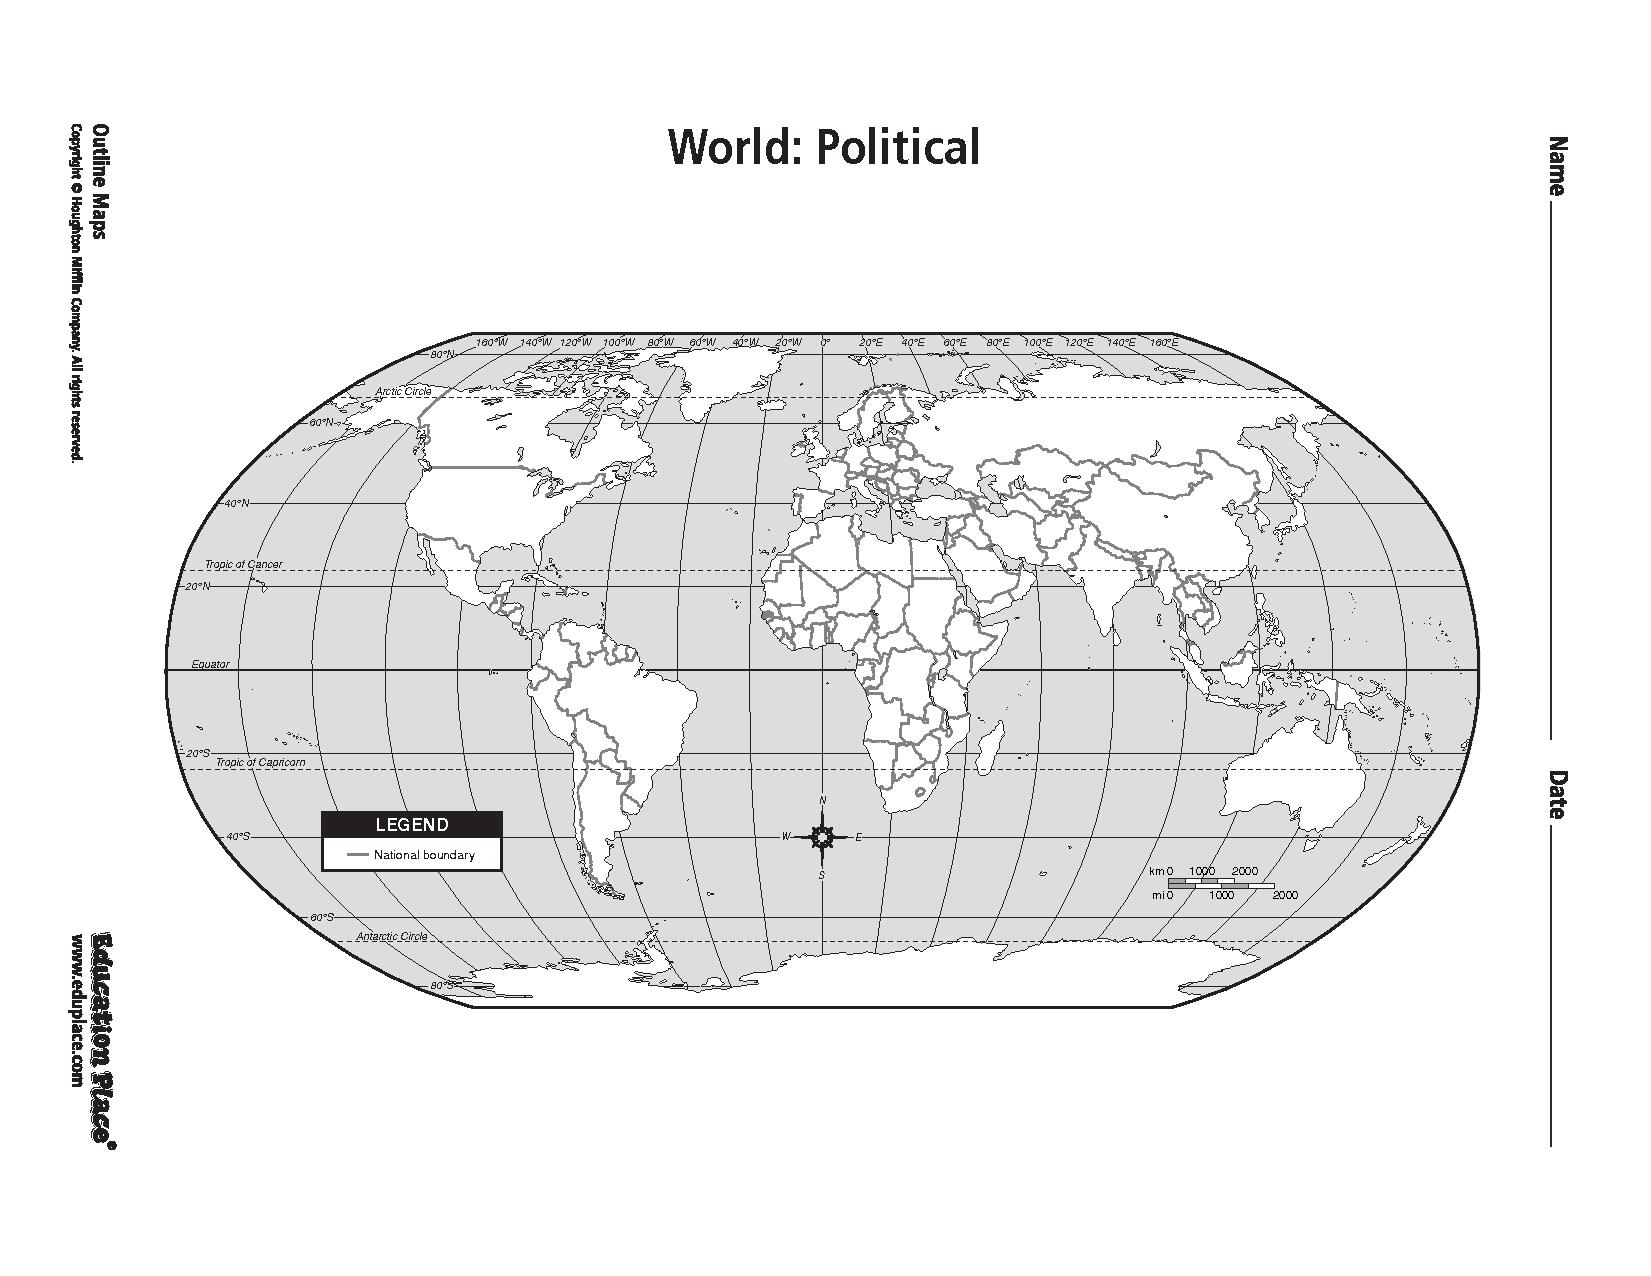 World: Political
Name
Date
Outline Maps
Copyright © Houghton Mifflin Company. All rights reserved.
160°W 140°W 120°W 100°W 80°W 60°W 40°W 20°W 0° 20°E 40°E 60°E 80°E 100°E 120°E 140°E 160°E
80°N
Arctic Circle
60°N
40°N
Tropic of Cancer
20°N
Equator
20°S
Tropic of Capricorn
N
LEGEND
National boundary
40°S
W E
S
km 0 1000 2000
mi 0 1000 2000
60°S
Antarctic Circle
80°S
Education Place®
www.eduplace.com